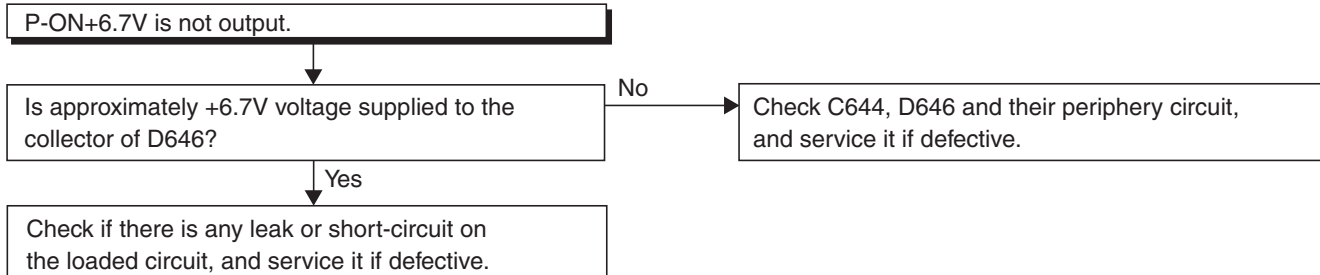 P-ON+6.7V is not output.
Is approximately +6.7V voltage supplied to the
collector of D646?
No
Check C644, D646 and their periphery circuit,
and service it if defective.
Yes
Check if there is any leak or short-circuit on
the loaded circuit, and service it if defective.